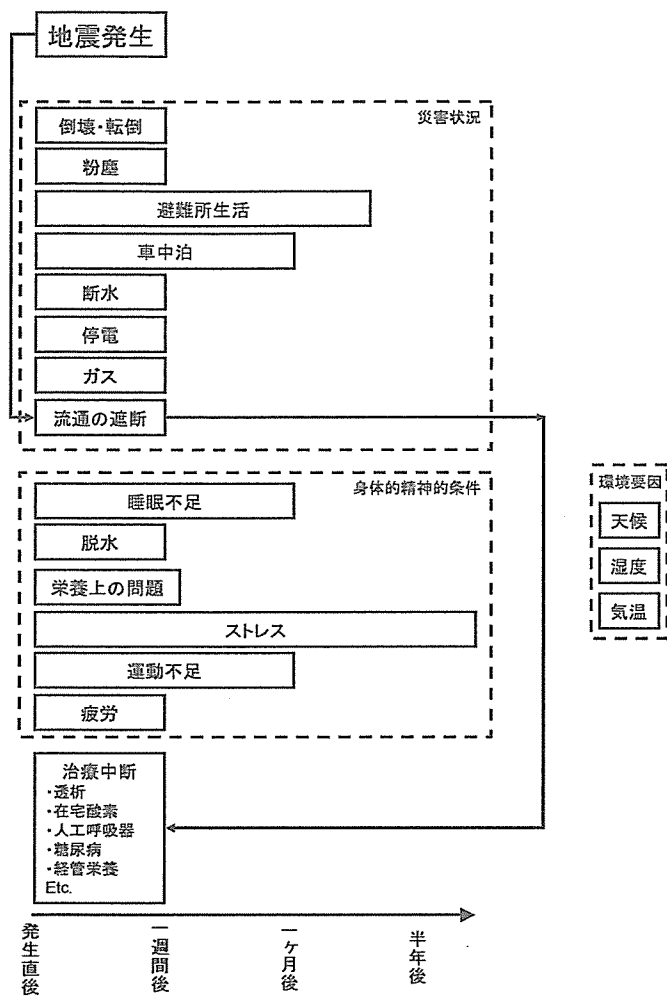 地震発生
災害状況
倒壊・転倒
粉塵
避難所生活
車中泊
断水
停電
ガス
流通の遮断
身体的精神的条件
睡眠不足
脱水
栄養上の問題
ストレス
運動不足
疲労
環境要因
天候
湿度
気温
治療中断
・透析
・在宅酸素
・人工呼吸器
・糖尿病
・経管栄養
Etc.
発生直後
一週間後
一ヶ月後
半年後